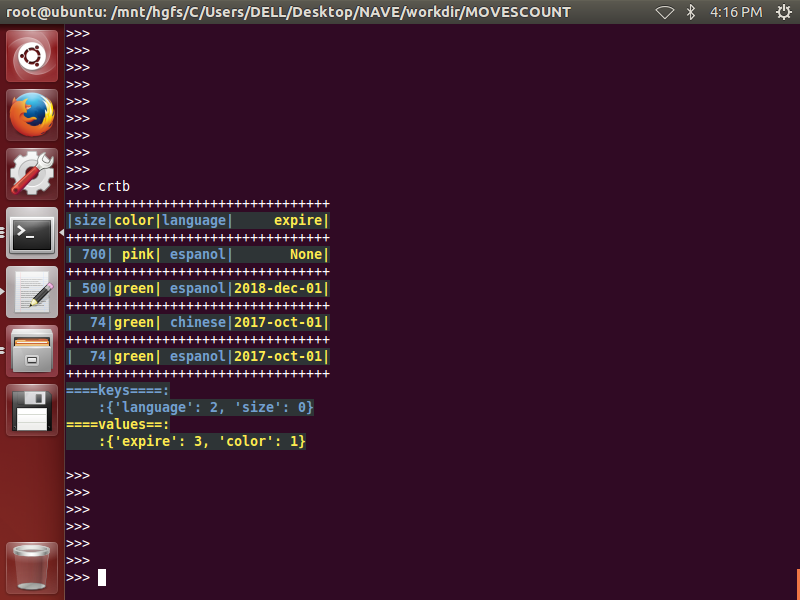 root@ubuntu: /mnt/hgfs/C/Users/DELL/Desktop/NAVE/workdir/MOVESCOUNT 4:16 PM
>>>
>>>
>>>
>>>
>>>
>>>
>>>
>>>
>>>
>>> crtb
+++++++++++++++++++++++++++++++++
|size|color|language|     expire|
+++++++++++++++++++++++++++++++++
| 700| pink| espanol|       None|
+++++++++++++++++++++++++++++++++
| 500|green| espanol|2018-dec-01|
+++++++++++++++++++++++++++++++++
|  74|green| chinese|2017-oct-01|
+++++++++++++++++++++++++++++++++
|  74|green| espanol|2017-oct-01|
+++++++++++++++++++++++++++++++++
====keys====:
    :{'language': 2, 'size': 0}
====values==:
    :{'expire': 3, 'color': 1}
>>>
>>>
>>>
>>>
>>>
>>>
>>>